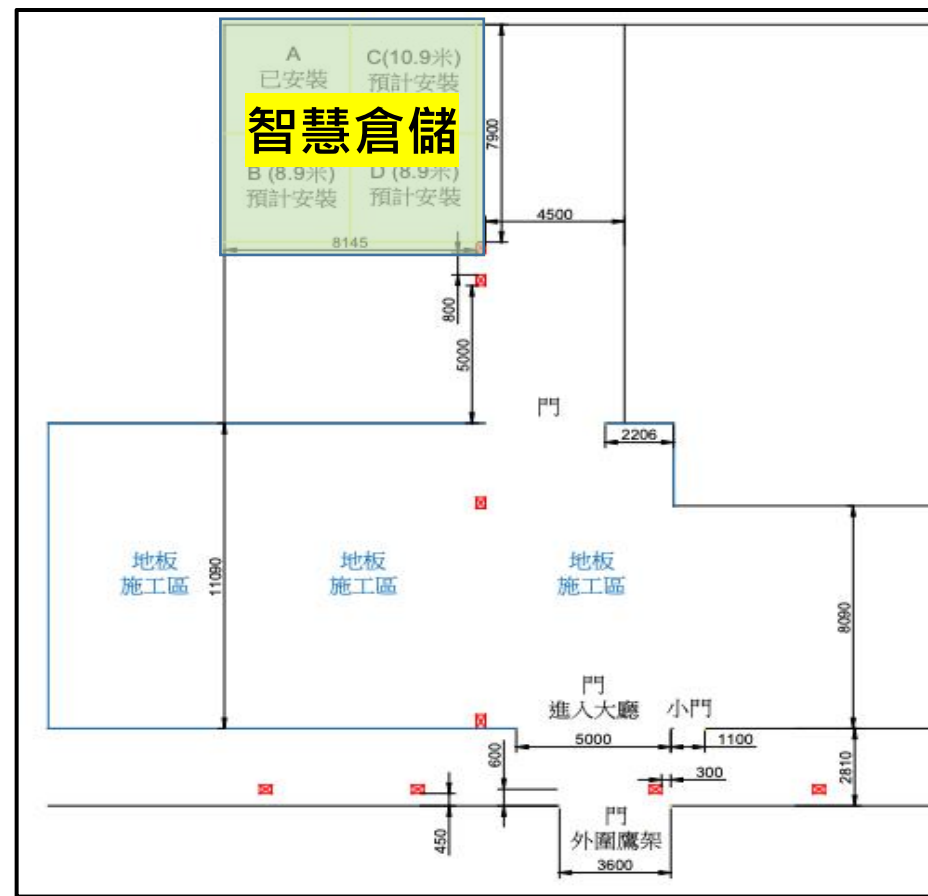 A
已安裝
C(10.9米)
預計安裝
智慧倉儲
B (8.9米)
預計安裝
D (8.9米)
預計安裝
8145
7900
4500
800
5000
門
2206
地板
施工區
11090
地板
施工區
地板
施工區
8090
門
進入大廳
小門
5000
1100
600
300
2810
450
門
外圍鷹架
3600